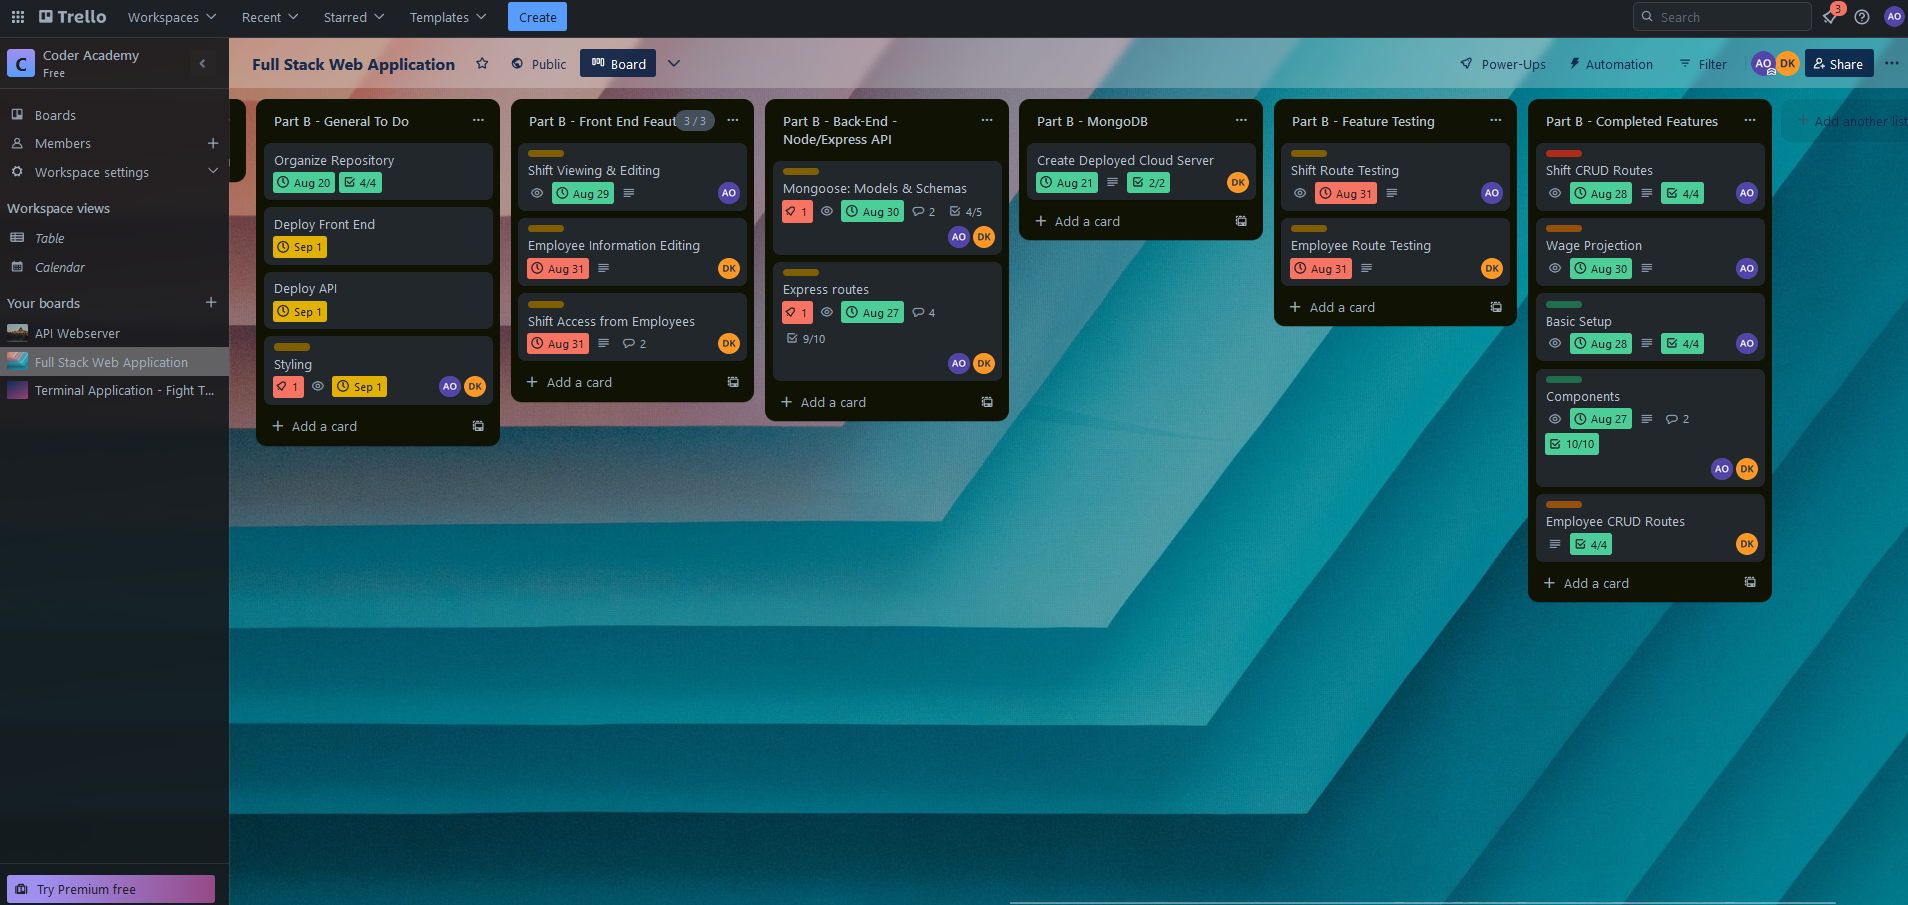 Trello
Workspaces
Recent
Starred
Templates
Create
Search
3
AO
C
Coder Academy
Free
Full Stack Web Application
Public
Board
Power-Ups
Automation
Filter
AO
DK
Share
Boards
Members
Workspace settings
Workspace views
Table
Calendar
Your boards
API Webserver
Full Stack Web Application
Terminal Application - Fight T...
Try Premium free
Part B - General To Do
Organize Repository
Aug 20
4/4
Deploy Front End
Sep 1
Deploy API
Sep 1
Styling
1
Sep 1
AO
DK
Add a card
Part B - Front End Feaut
3 / 3
Shift Viewing & Editing
Aug 29
AO
Employee Information Editing
Aug 31
DK
Shift Access from Employees
Aug 31
2
DK
Add a card
Part B - Back-End -
Node/Express API
Mongoose: Models & Schemas
1
Aug 30
2
4/5
AO
DK
Express routes
1
Aug 27
4
9/10
AO
DK
Add a card
Part B - MongoDB
Create Deployed Cloud Server
Aug 21
2/2
DK
Add a card
Part B - Feature Testing
Shift Route Testing
Aug 31
AO
Employee Route Testing
Aug 31
DK
Add a card
Part B - Completed Features
Shift CRUD Routes
Aug 28
4/4
AO
Wage Projection
Aug 30
AO
Basic Setup
Aug 28
4/4
AO
Components
Aug 27
2
10/10
AO
DK
Employee CRUD Routes
4/4
DK
Add a card
Add another list